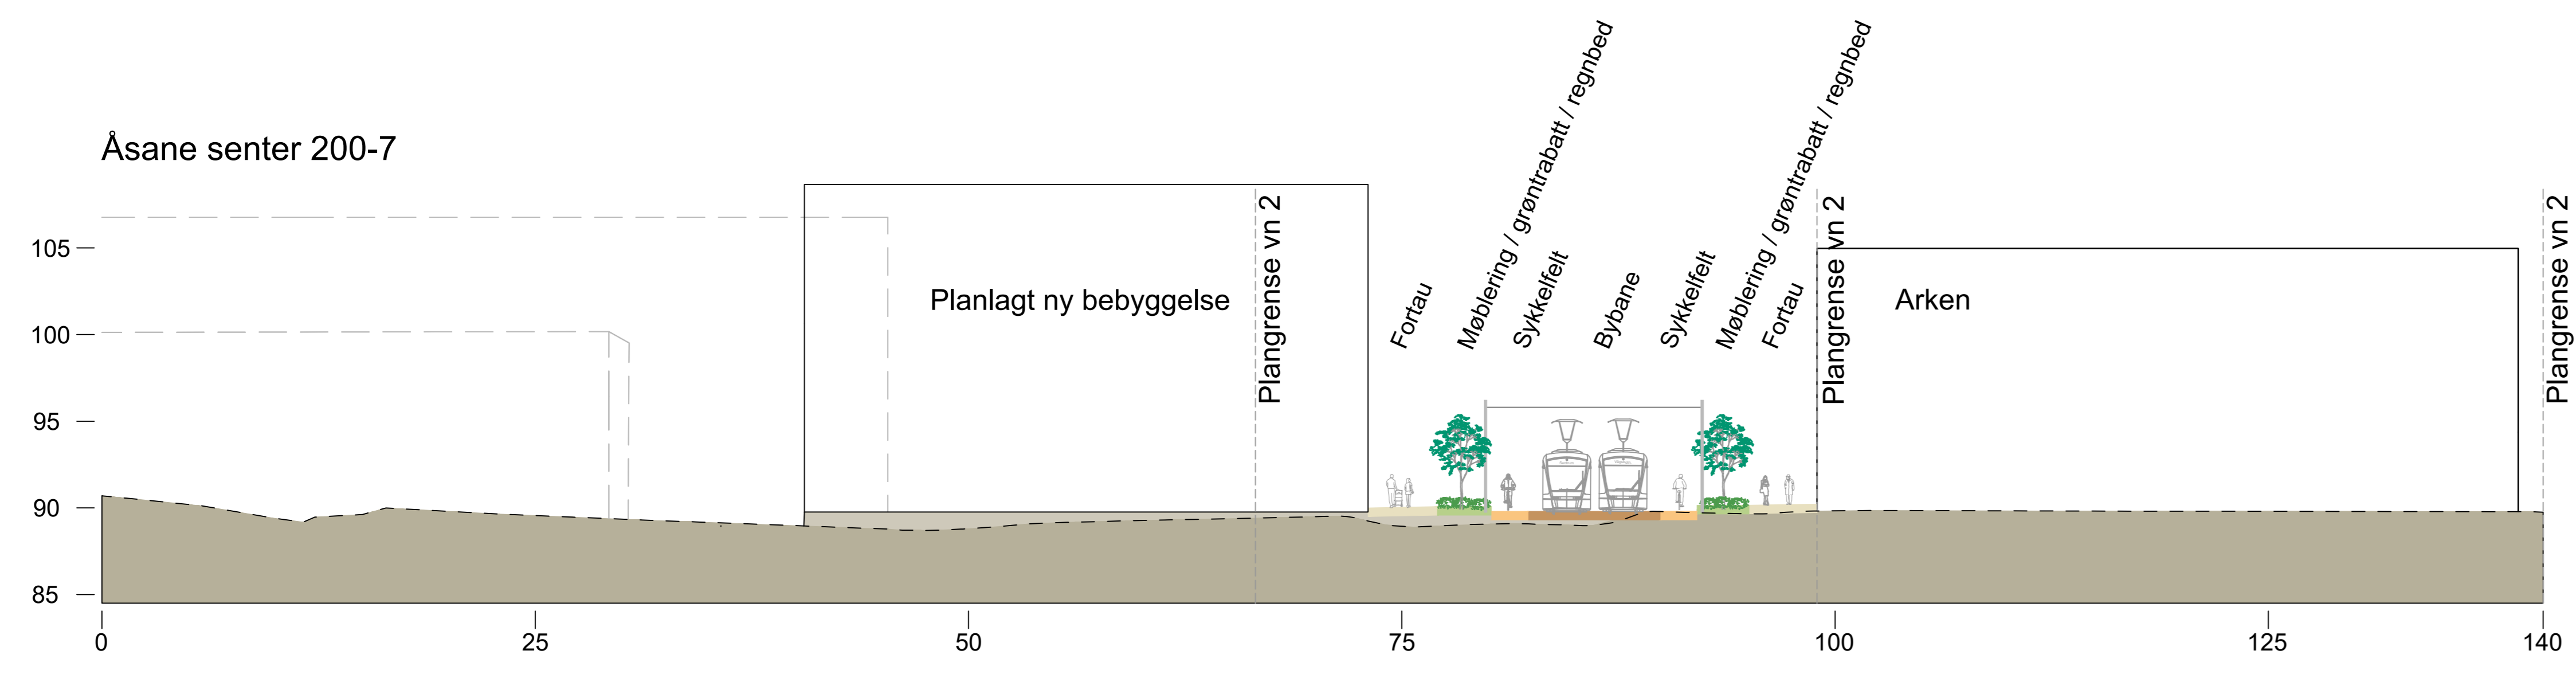 Åsane senter 200-7
105
100
95
90
85
Planlagt ny bebyggelse
Plangrense vn 2
Fortau
Møblering / grøntrabatt / regnbed
Sykkelfelt
Bybane
Sykkelfelt
Møblering / grøntrabatt / regnbed
Fortau
Plangrense vn 2
Arken
Plangrense vn 2
0
25
50
75
100
125
140